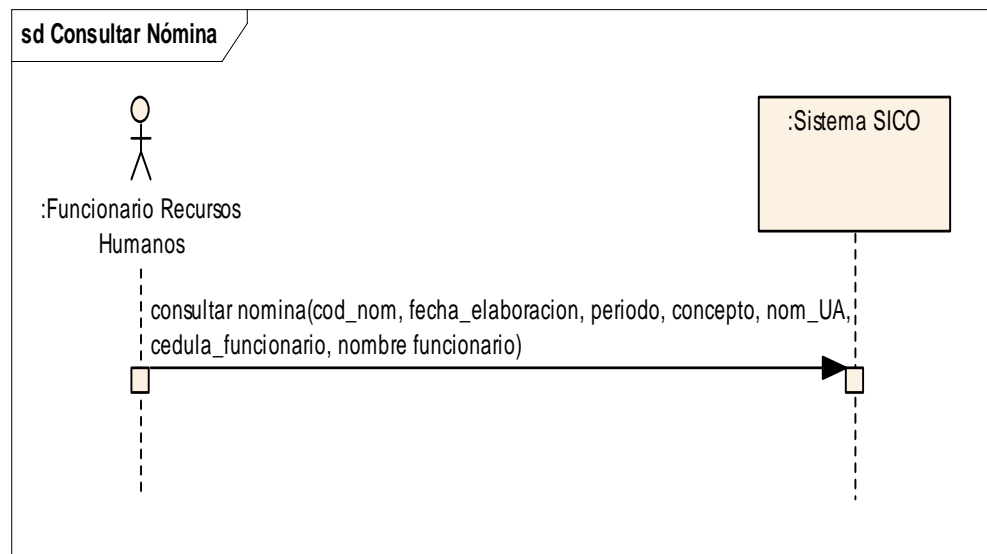 sd Consultar Nómina
:Sistema SICO
:Funcionario Recursos
Humanos
consultar nomina(cod_nom, fecha_elaboracion, periodo, concepto, nom_UA,
cedula_funcionario, nombre funcionario)